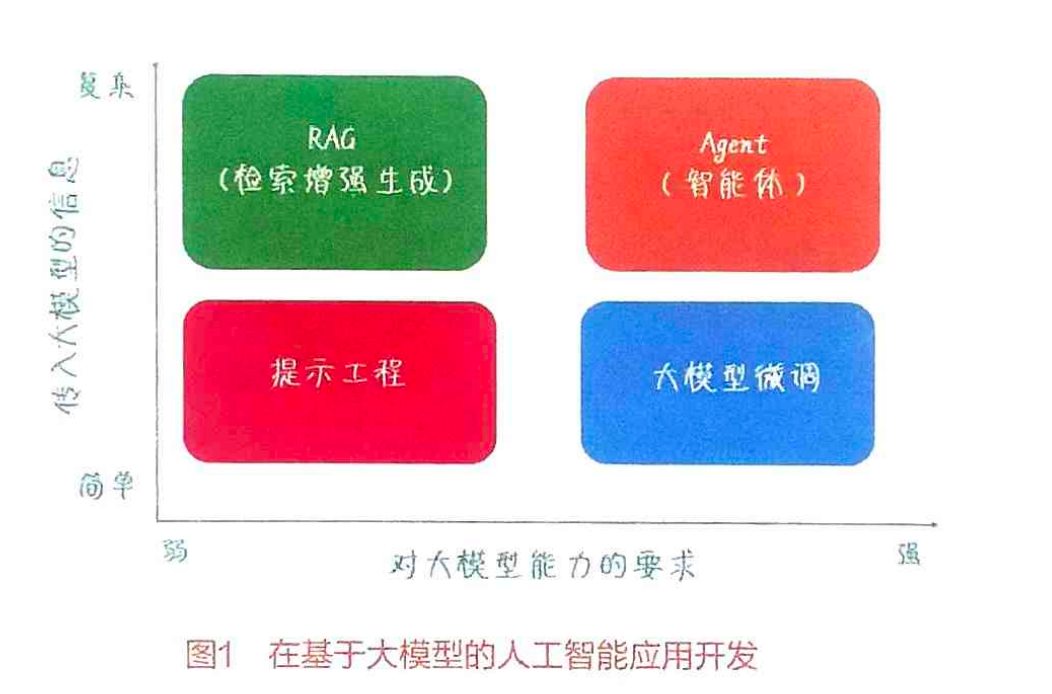 复杂
传入大模型的信息
简单
RAG
(检索增强生成)
Agent
(智能体)
提示工程
大模型微调
弱
对大模型能力的要求
强
图1 在基于大模型的人工智能应用开发